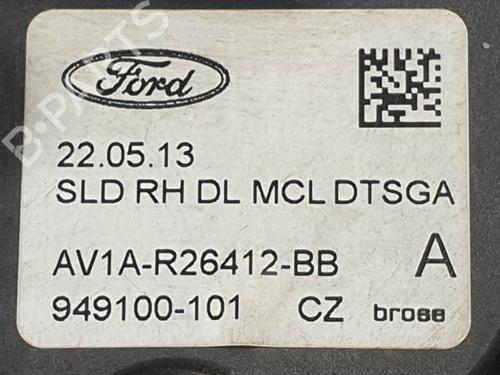 Ford
22.05.13
SLD RH DL MCL DTSGA
AV1A-R26412-BB A
949100-101 CZ brose
B-PARTS